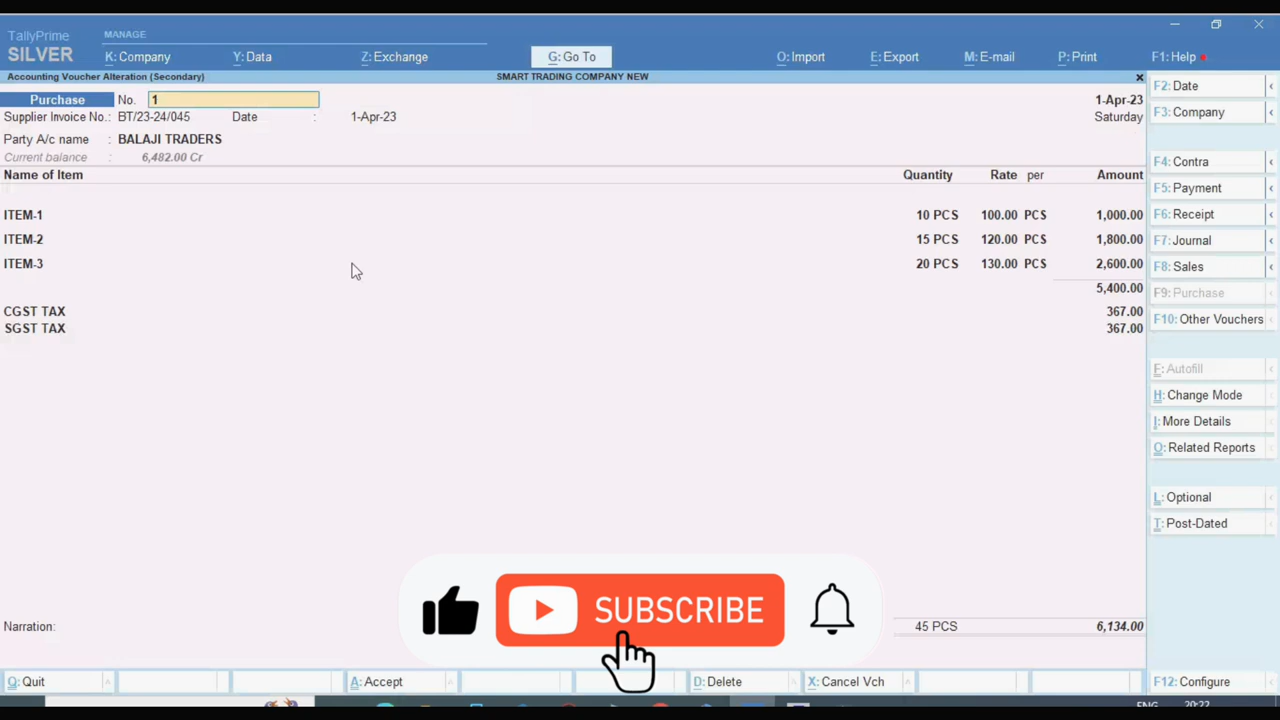 TallyPrime
MANAGE
SILVER
K: Company
Y: Data
Z: Exchange
G: Go To
O: Import
E: Export
M: E-mail
P: Print
F1: Help
Accounting Voucher Alteration (Secondary)
SMART TRADING COMPANY NEW
Purchase No. 1
1-Apr-23
Supplier Invoice No.: BT/23-24/045 Date : 1-Apr-23
Saturday
Party A/c name : BALAJI TRADERS
Current balance : 6,482.00 Cr
Name of Item Quantity Rate per Amount
ITEM-1 10 PCS 100.00 PCS 1,000.00
ITEM-2 15 PCS 120.00 PCS 1,800.00
ITEM-3 20 PCS 130.00 PCS 2,600.00
5,400.00
CGST TAX 367.00
SGST TAX 367.00
Narration:
45 PCS 6,134.00
SUBSCRIBE
F2: Date
F3: Company
F4: Contra
F5: Payment
F6: Receipt
F7: Journal
F8: Sales
F9: Purchase
F10: Other Vouchers
F: Autofill
H: Change Mode
I: More Details
O: Related Reports
L: Optional
T: Post-Dated
Q: Quit
A: Accept
D: Delete
X: Cancel Vch
F12: Configure
ENG 20:22